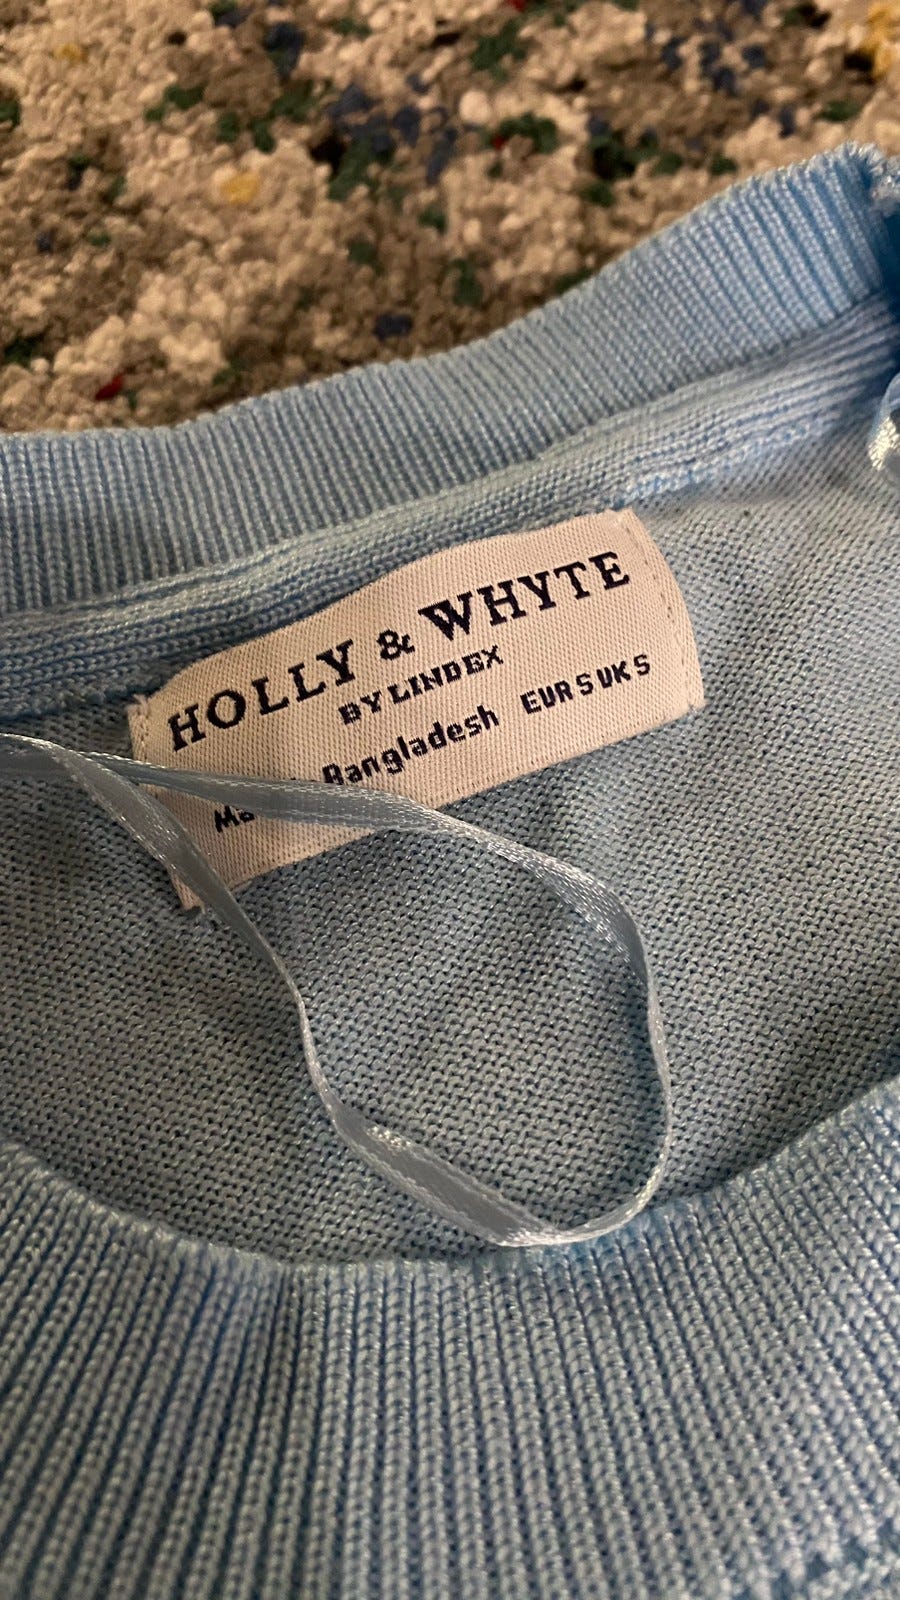 HOLLY & WHYTE
BY LINDEX
Bangladesh EUR S UK S